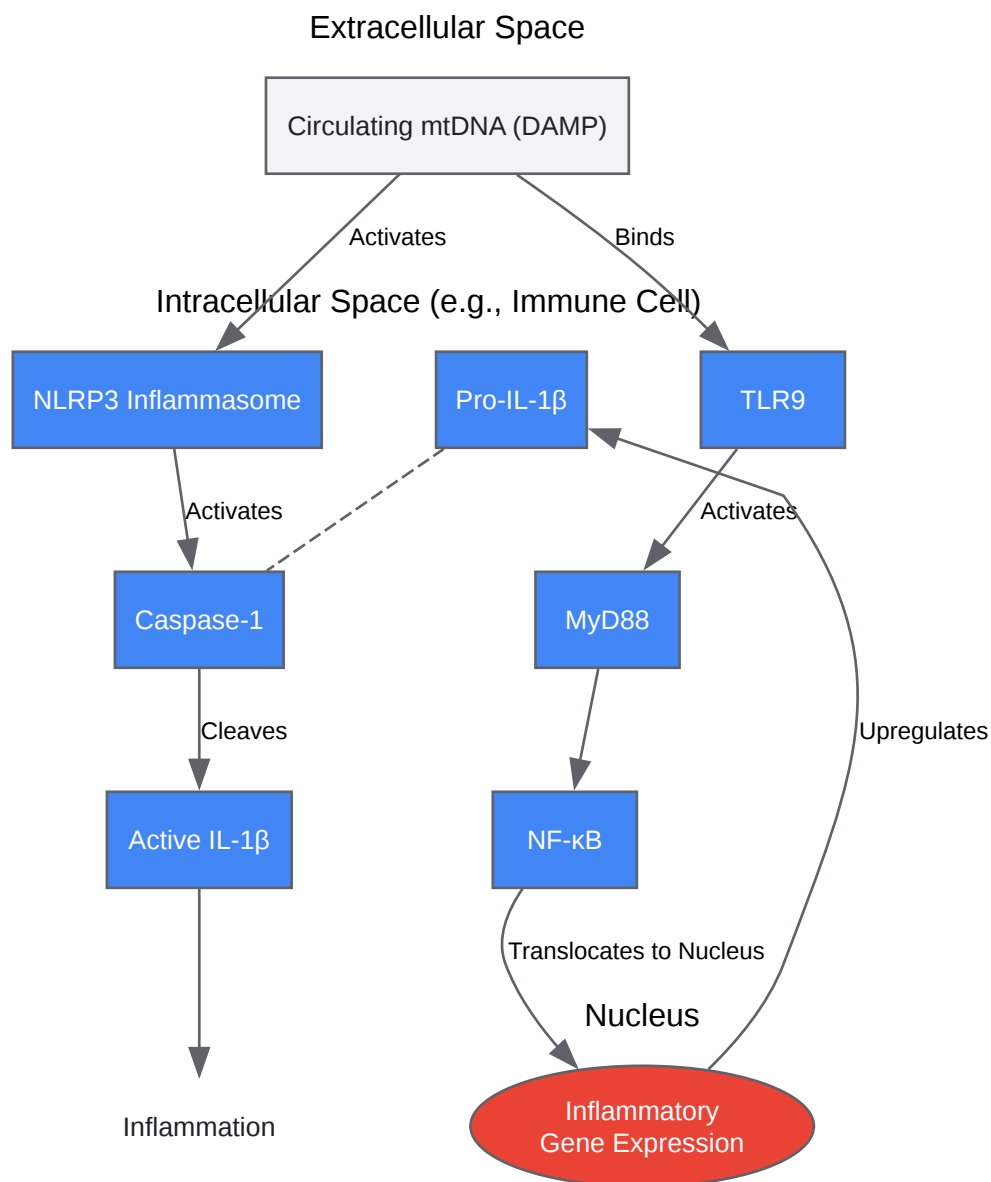 Extracellular Space
Circulating mtDNA (DAMP)
Activates
Binds
Intracellular Space (e.g., Immune Cell)
NLRP3 Inflammasome
Pro-IL-1β
TLR9
Activates
Activates
Caspase-1
MyD88
Cleaves
Upregulates
Active IL-1β
NF-κB
Translocates to Nucleus
Nucleus
Inflammation
Inflammatory
Gene Expression